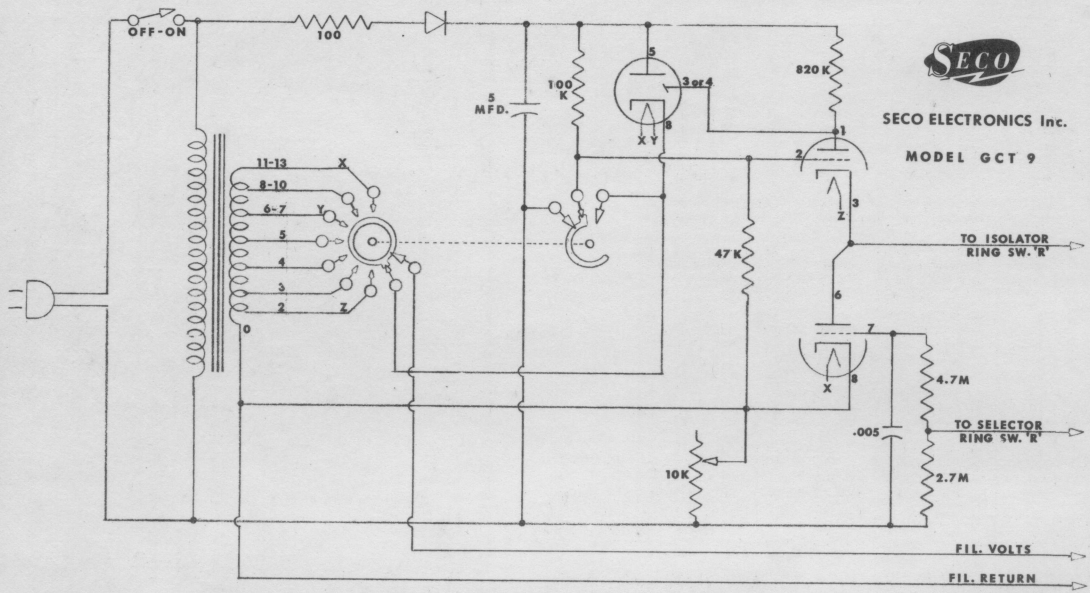 OFF-ON
100
5
MFD.
100
K
5
3 or 4
8
X Y
820K
SECO
SECO ELECTRONICS Inc.
MODEL GCT 9
1
2
3
Z
11-13 X
8-10
6-7 Y
5
4
3
2 Z
0
47K
TO ISOLATOR
RING SW. 'R'
6
7
8
X
4.7M
.005
TO SELECTOR
RING SW. 'R'
10K
2.7M
FIL. VOLTS
FIL. RETURN